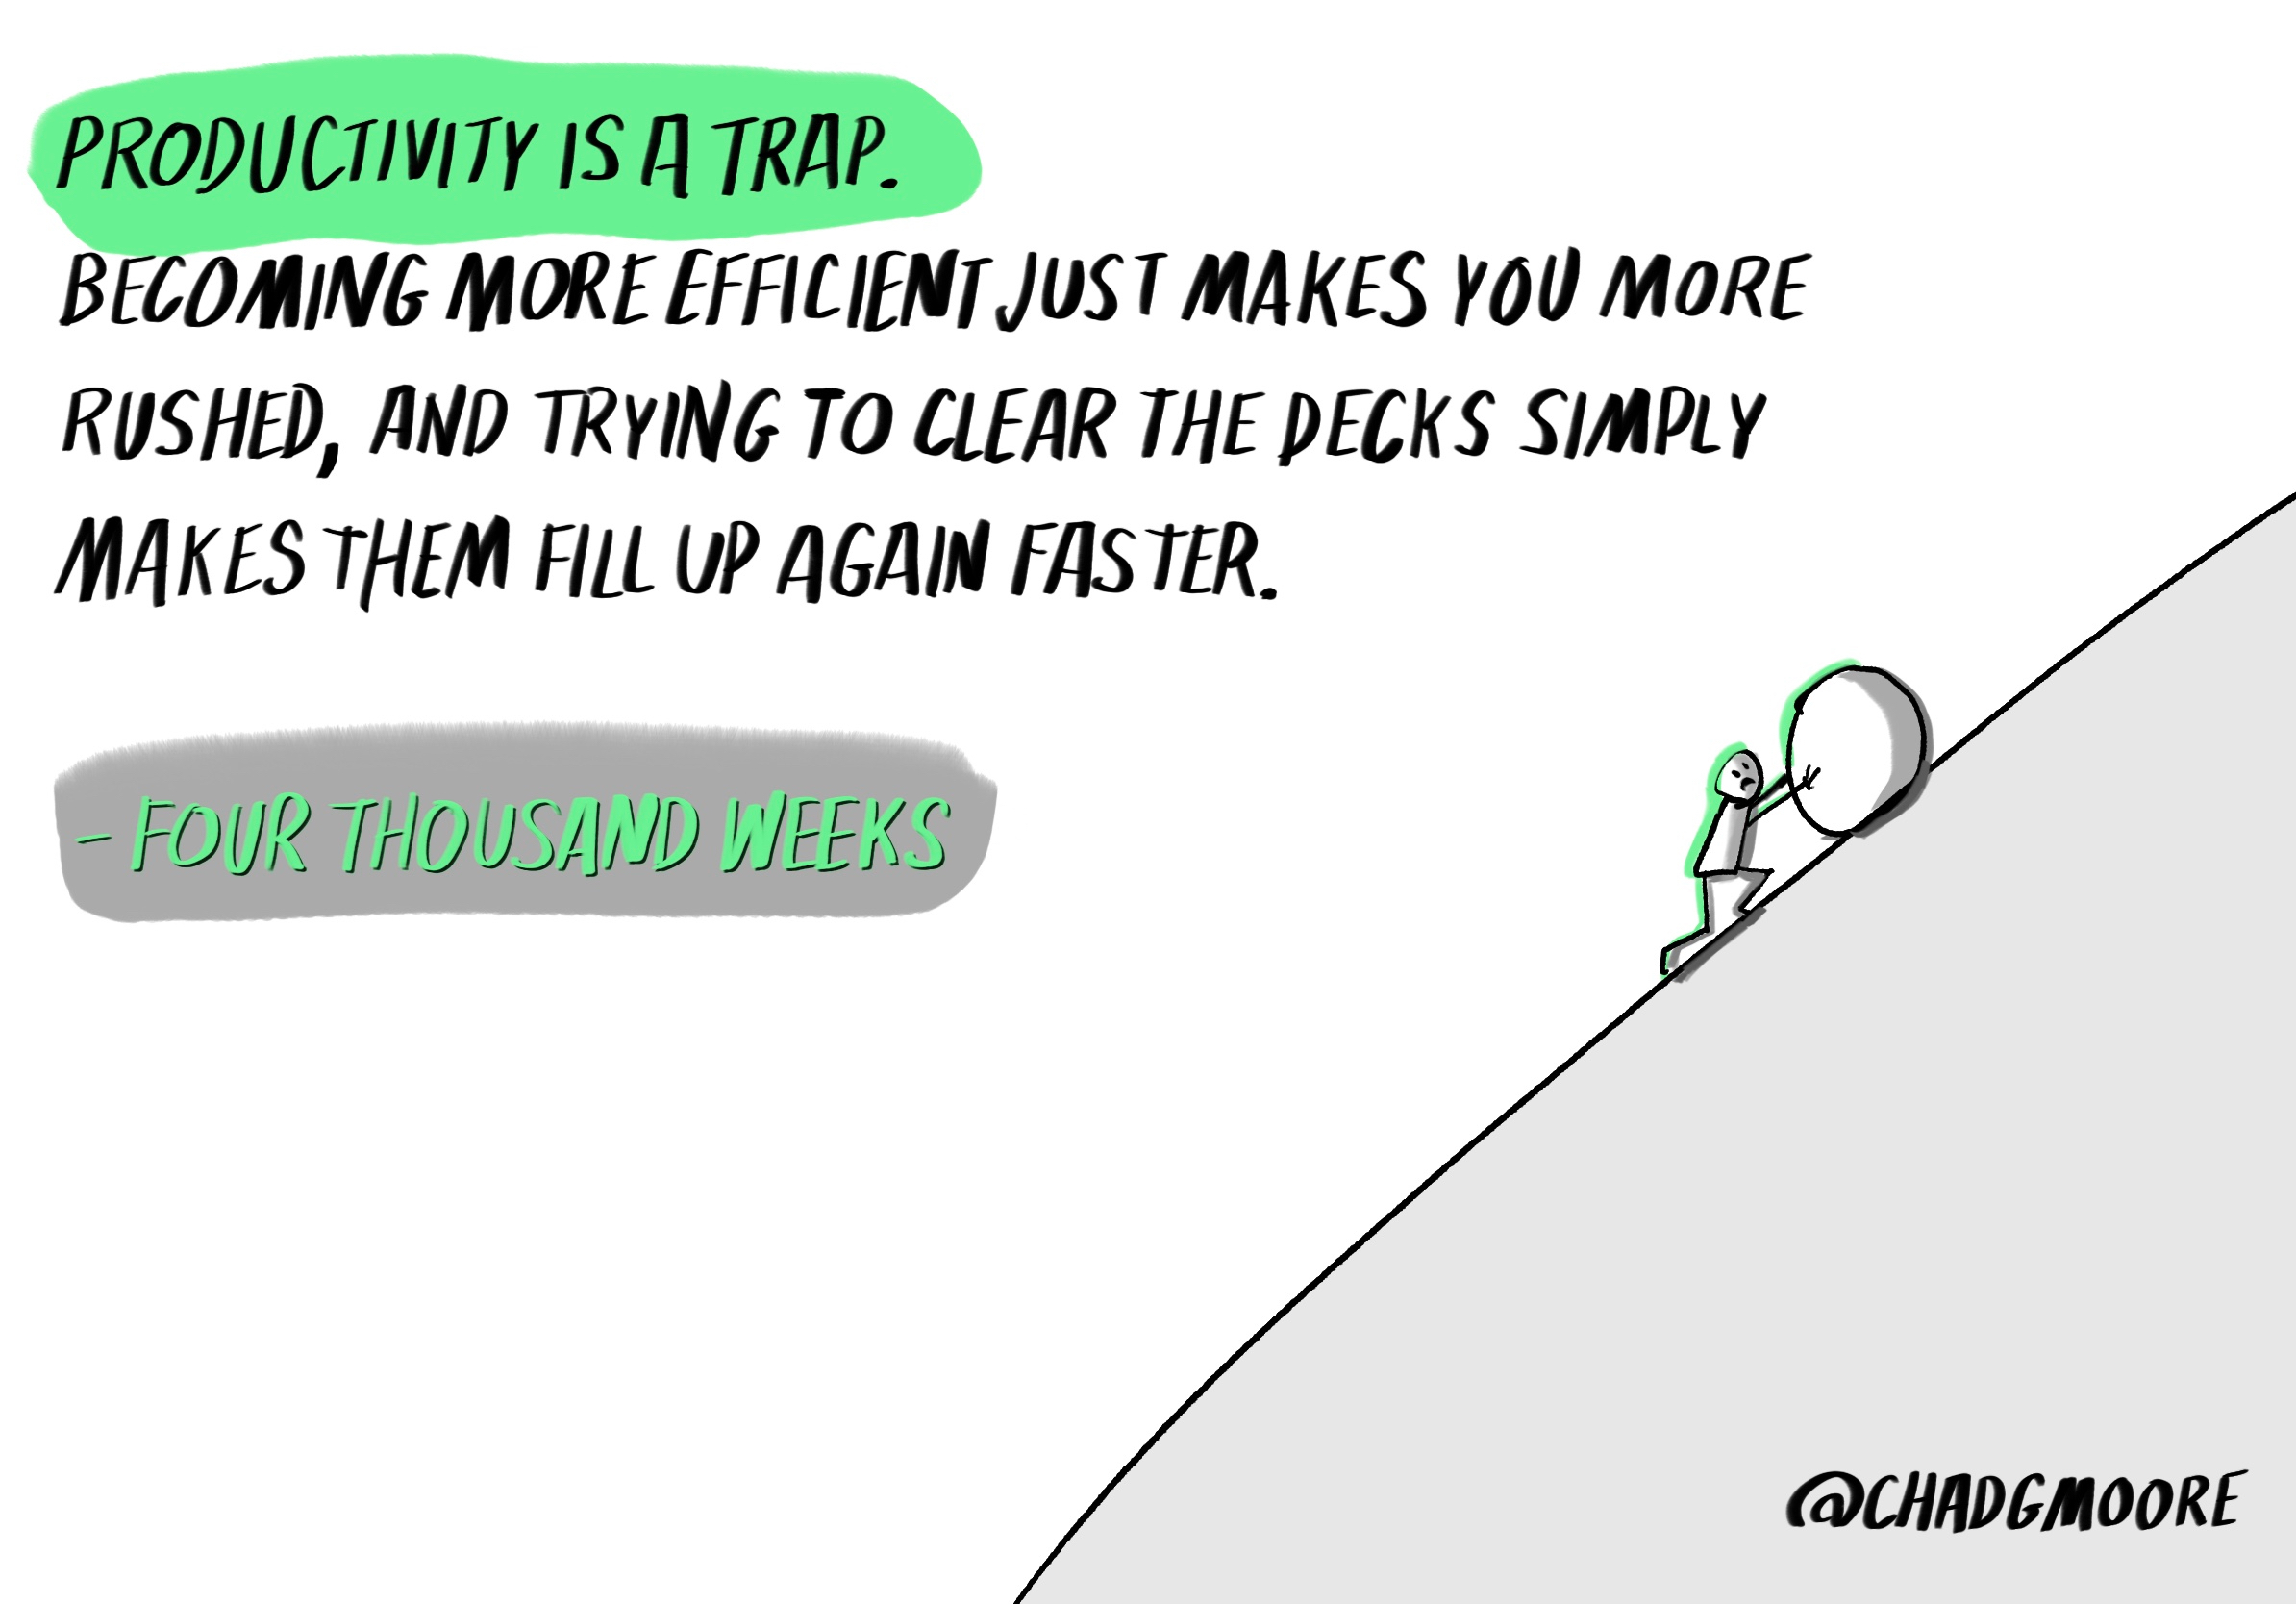 PRODUCTIVITY IS A TRAP.
BECOMING MORE EFFICIENT JUST MAKES YOU MORE
RUSHED, AND TRYING TO CLEAR THE DECKS SIMPLY
MAKES THEM FILL UP AGAIN FASTER.
- FOUR THOUSAND WEEKS
@CHADGMOORE